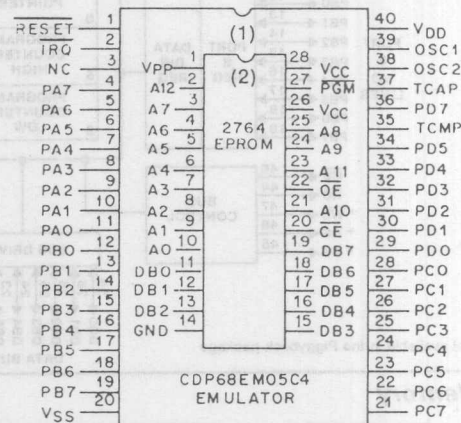 RESET 1
IRQ 2
NC 3
PA7 4
PA6 5
PA5 6
PA4 7
PA3 8
PA2 9
PA1 10
PA0 11
PB0 12
PB1 13
PB2 14
PB3 15
PB4 16
PB5 17
PB6 18
PB7 19
VSS 20
(1)
(2)
2764
EPROM
VPP 1
A12 2
A7 3
A6 4
A5 5
A4 6
A3 7
A2 8
A1 9
A0 10
DB0 11
DB1 12
DB2 13
GND 14
28 VCC
27 PGM
26 VCC
25 A8
24 A9
23 A11
22 OE
21 A10
20 CE
19 DB7
18 DB6
17 DB5
16 DB4
15 DB3
40 VDD
39 OSC1
38 OSC2
37 TCAP
36 PD7
35 TCMP
34 PD5
33 PD4
32 PD3
31 PD2
30 PD1
29 PD0
28 PC0
27 PC1
26 PC2
25 PC3
24 PC4
23 PC5
22 PC6
21 PC7
CDP68EM05C4
EMULATOR